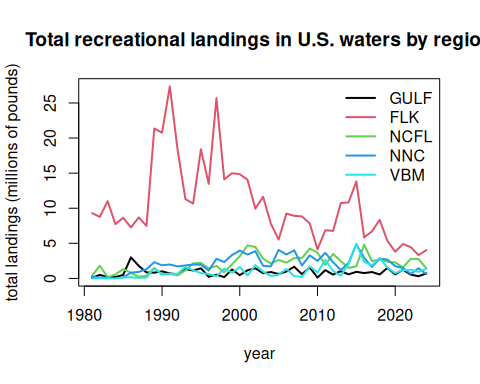 Total recreational landings in U.S. waters by regio
total landings (millions of pounds)
25
20
15
10
5
0
GULF
FLK
NCFL
NNC
VBM
1980 1990 2000 2010 2020
year